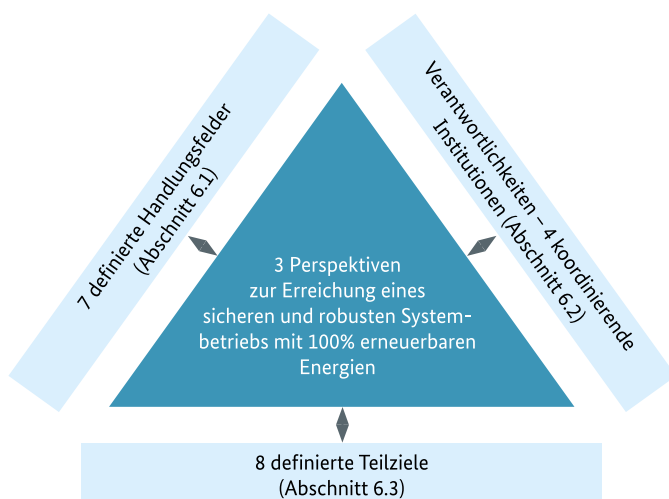 7 definierte Handlungsfelder
(Abschnitt 6.1)
Verantwortlichkeiten – 4 koordinierende
Institutionen (Abschnitt 6.2)
3 Perspektiven
zur Erreichung eines
sicheren und robusten System-
betriebs mit 100% erneuerbaren
Energien
8 definierte Teilziele
(Abschnitt 6.3)